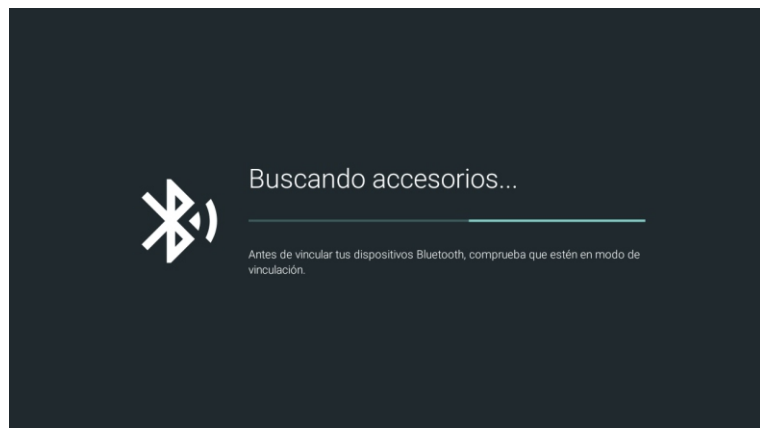 Buscando accesorios...
Antes de vincular tus dispositivos Bluetooth, comprueba que estén en modo de
vinculación.